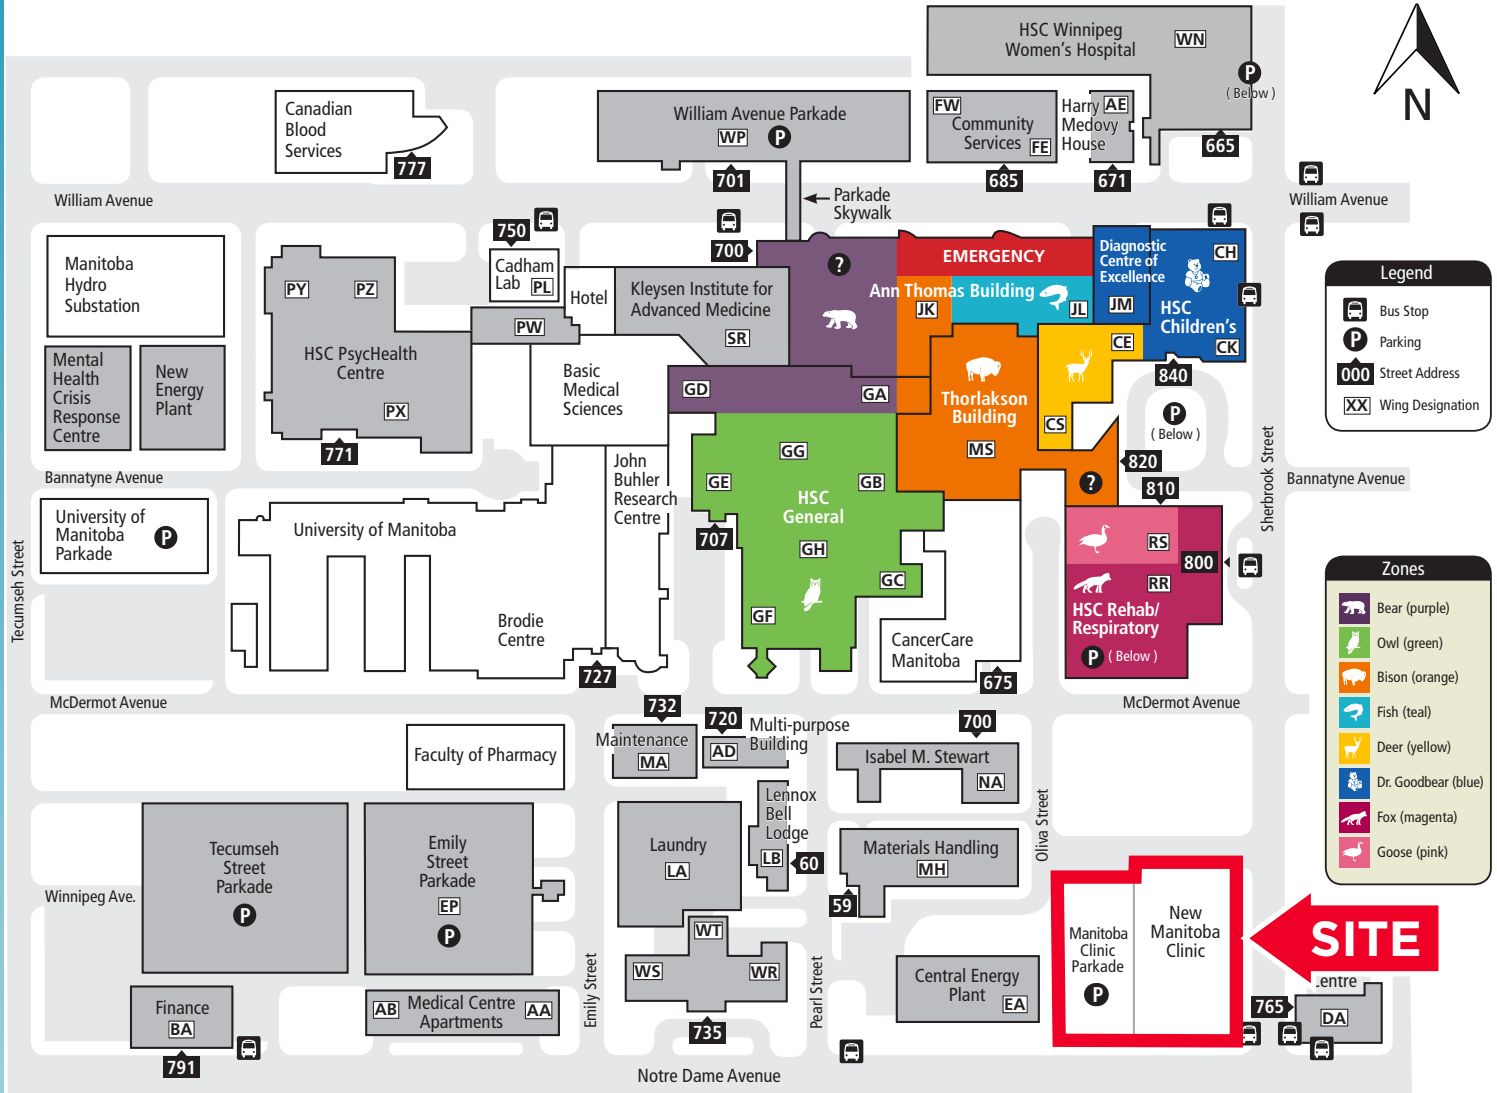 HSC Winnipeg
Women's Hospital
WN
P
( Below )
N
Canadian
Blood
Services
777
William Avenue Parkade
WP
P
701
FW
Community
Services
FE
685
Harry
Medovy
House
AE
671
665
William Avenue
Parkade
Skywalk
William Avenue
Manitoba
Hydro
Substation
PY
PZ
HSC PsycHealth
Centre
PX
771
750
Cadham
Lab
PL
PW
Hotel
700
Kleysen Institute for
Advanced Medicine
SR
?
EMERGENCY
Ann Thomas Building
JK
JL
Diagnostic
Centre of
Excellence
JM
CH
HSC
Children's
CK
CE
840
P
( Below )
Mental
Health
Crisis
Response
Centre
New
Energy
Plant
Basic
Medical
Sciences
GD
GA
Thorlakson
Building
MS
CS
820
?
810
Bannatyne Avenue
Bannatyne Avenue
Sherbrook Street
University of
Manitoba
Parkade
P
Tecumseh Street
University of Manitoba
Brodie
Centre
727
John
Buhler
Research
Centre
GG
GE
GB
HSC
General
707
GH
GC
GF
CancerCare
Manitoba
675
RS
800
RR
HSC Rehab/
Respiratory
P
( Below )
McDermot Avenue
McDermot Avenue
Legend
Bus Stop
P
Parking
000
Street Address
XX
Wing Designation
Zones
Bear (purple)
Owl (green)
Bison (orange)
Fish (teal)
Deer (yellow)
Dr. Goodbear (blue)
Fox (magenta)
Goose (pink)
Faculty of Pharmacy
732
Maintenance
MA
720
AD
Multi-purpose
Building
700
Isabel M. Stewart
NA
Tecumseh
Street
Parkade
P
Emily
Street
Parkade
EP
P
Laundry
LA
Lennox
Bell
Lodge
LB
60
Materials Handling
MH
59
Oliva Street
Winnipeg Ave.
WT
WS
WR
735
Emily Street
Pearl Street
Central Energy
Plant
EA
Manitoba
Clinic
Parkade
P
New
Manitoba
Clinic
SITE
entre
765
DA
Finance
BA
791
AB
Medical Centre
Apartments
AA
Notre Dame Avenue